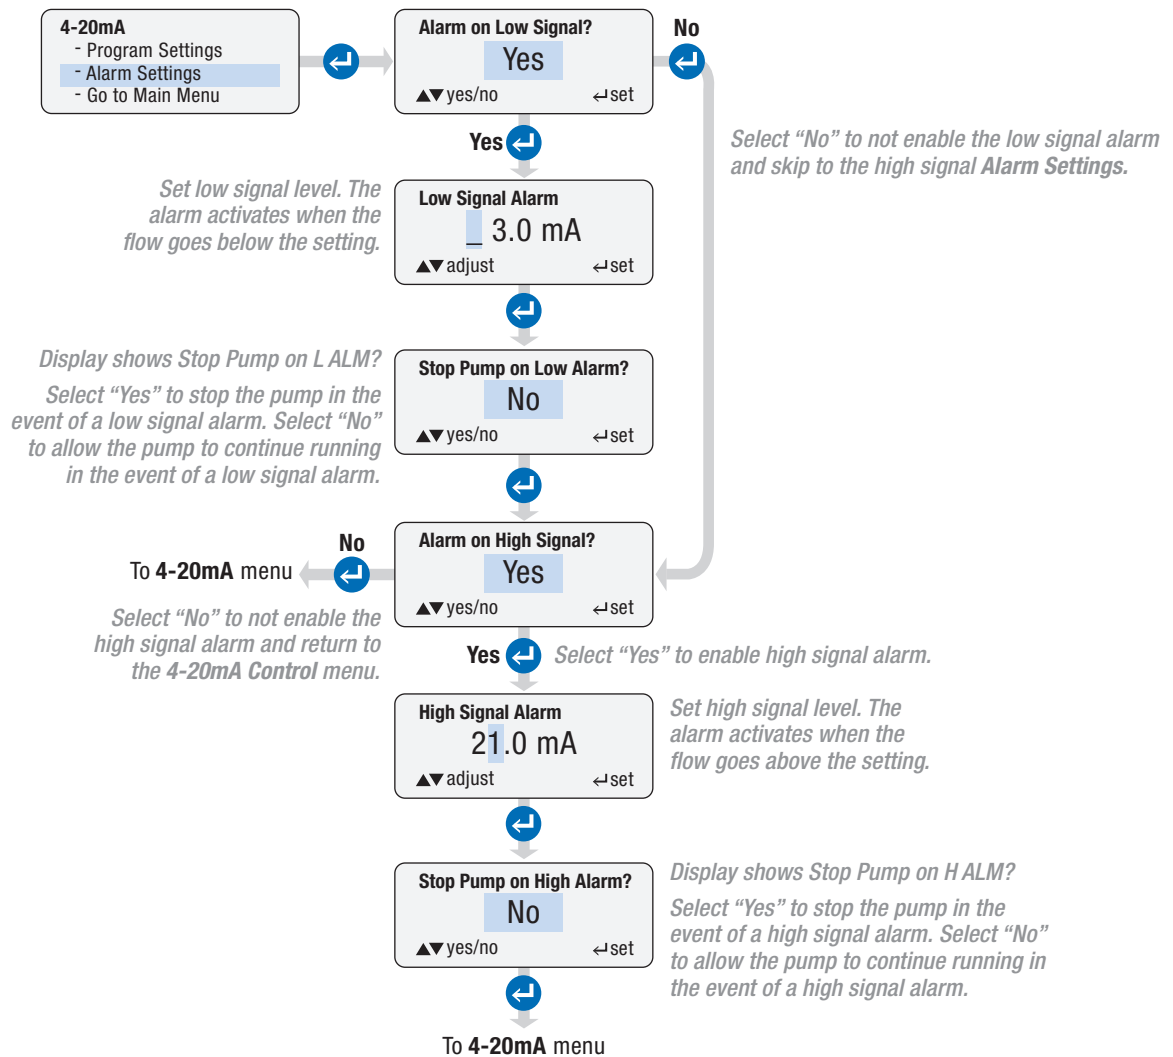 4-20mA
- Program Settings
- Alarm Settings
- Go to Main Menu
Alarm on Low Signal?
Yes
▲▼ yes/no ↵ set
No
Select “No” to not enable the low signal alarm
and skip to the high signal Alarm Settings.
Yes
Set low signal level. The
alarm activates when the
flow goes below the setting.
Low Signal Alarm
_ 3.0 mA
▲▼ adjust ↵ set
Display shows Stop Pump on L ALM?
Select “Yes” to stop the pump in the
event of a low signal alarm. Select “No”
to allow the pump to continue running
in the event of a low signal alarm.
Stop Pump on Low Alarm?
No
▲▼ yes/no ↵ set
Alarm on High Signal?
Yes
▲▼ yes/no ↵ set
No
To 4-20mA menu
Select “No” to not enable the
high signal alarm and return to
the 4-20mA Control menu.
Yes
Select “Yes” to enable high signal alarm.
High Signal Alarm
21.0 mA
▲▼ adjust ↵ set
Set high signal level. The
alarm activates when the
flow goes above the setting.
Stop Pump on High Alarm?
No
▲▼ yes/no ↵ set
Display shows Stop Pump on H ALM?
Select “Yes” to stop the pump in the
event of a high signal alarm. Select “No”
to allow the pump to continue running in
the event of a high signal alarm.
To 4-20mA menu